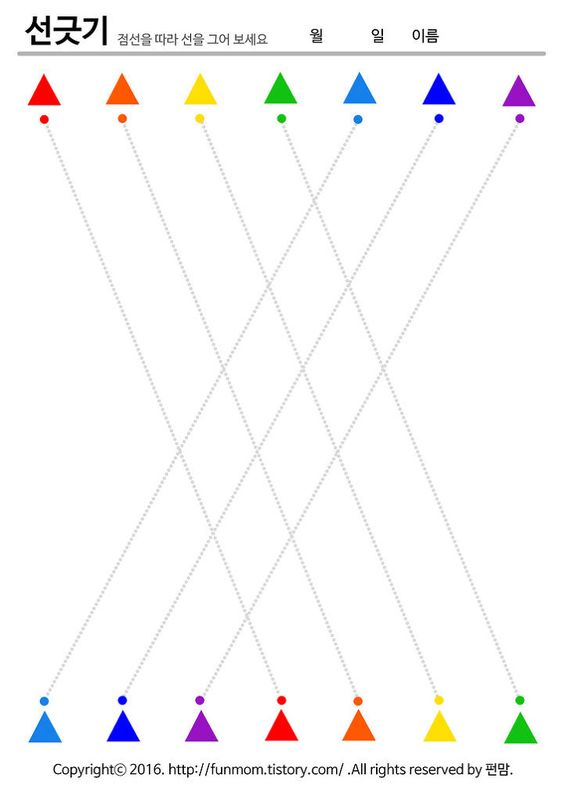 선긋기 점선을 따라 선을 그어 보세요 월 일 이름
Copyrightⓒ 2016. http://funmom.tistory.com/ .All rights reserved by 펀맘.